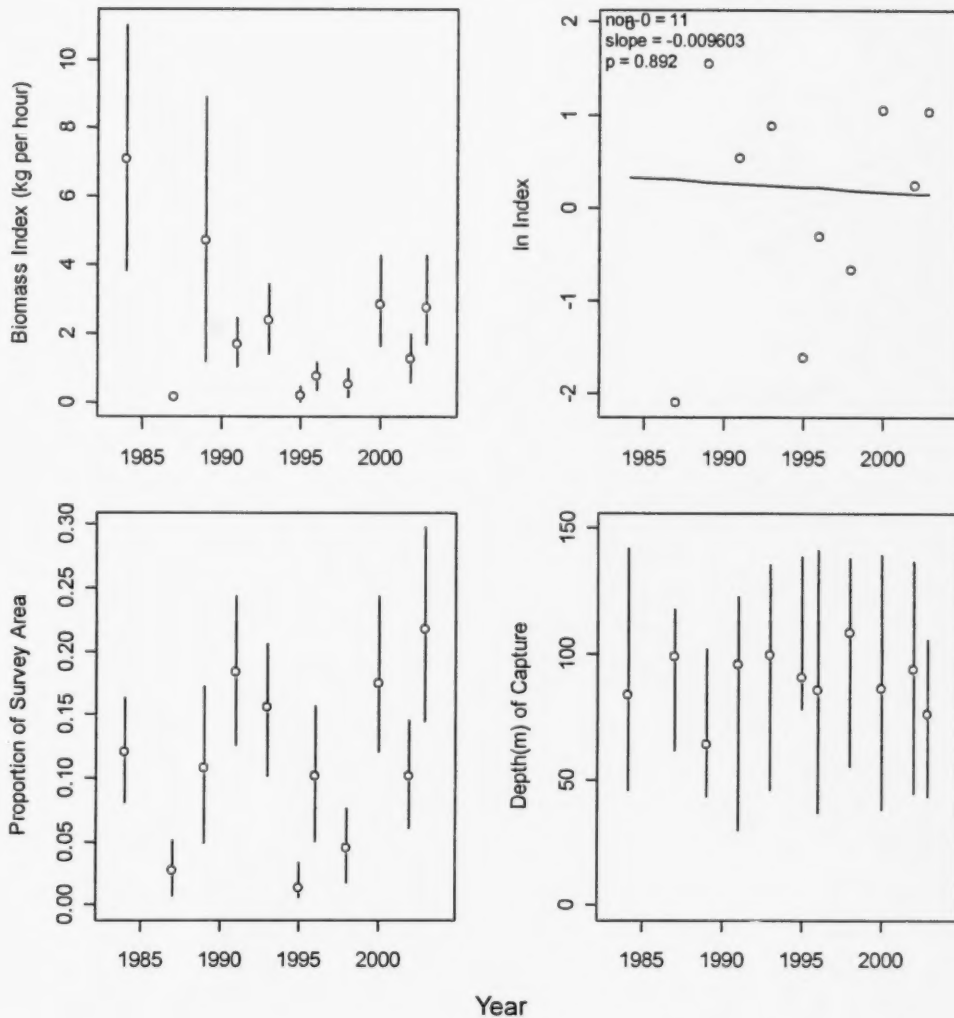 Biomass Index (kg per hour)
0 2 4 6 8 10
1985 1990 1995 2000
non-0 = 11
slope = -0.009603
p = 0.892
ln Index
-2 -1 0 1 2
1985 1990 1995 2000
Proportion of Survey Area
0.00 0.05 0.10 0.15 0.20 0.25 0.30
1985 1990 1995 2000
Depth(m) of Capture
0 50 100 150
1985 1990 1995 2000
Year